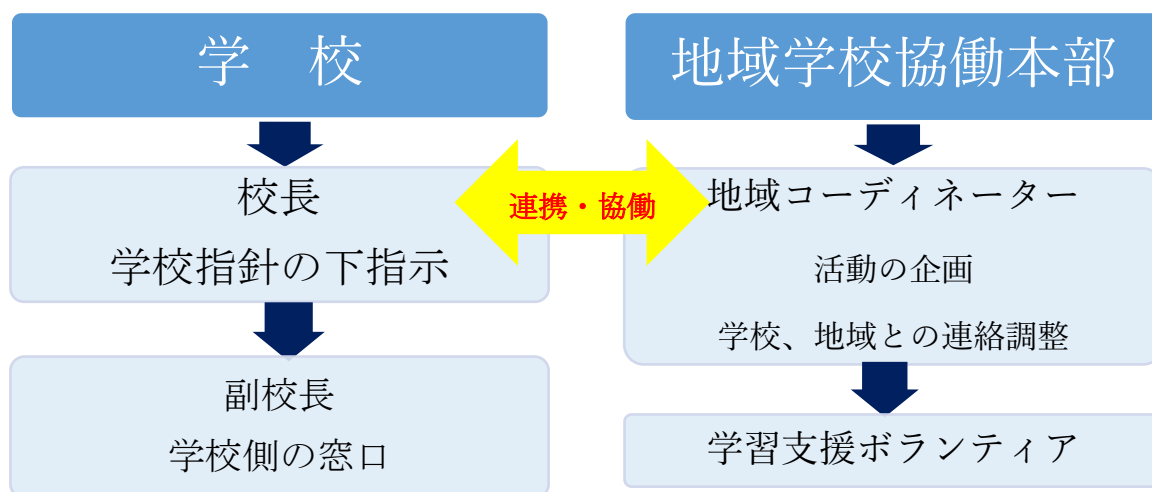 学　校
校長
学校指針の下指示
副校長
学校側の窓口
連携・協働
地域学校協働本部
地域コーディネーター
活動の企画
学校、地域との連絡調整
学習支援ボランティア